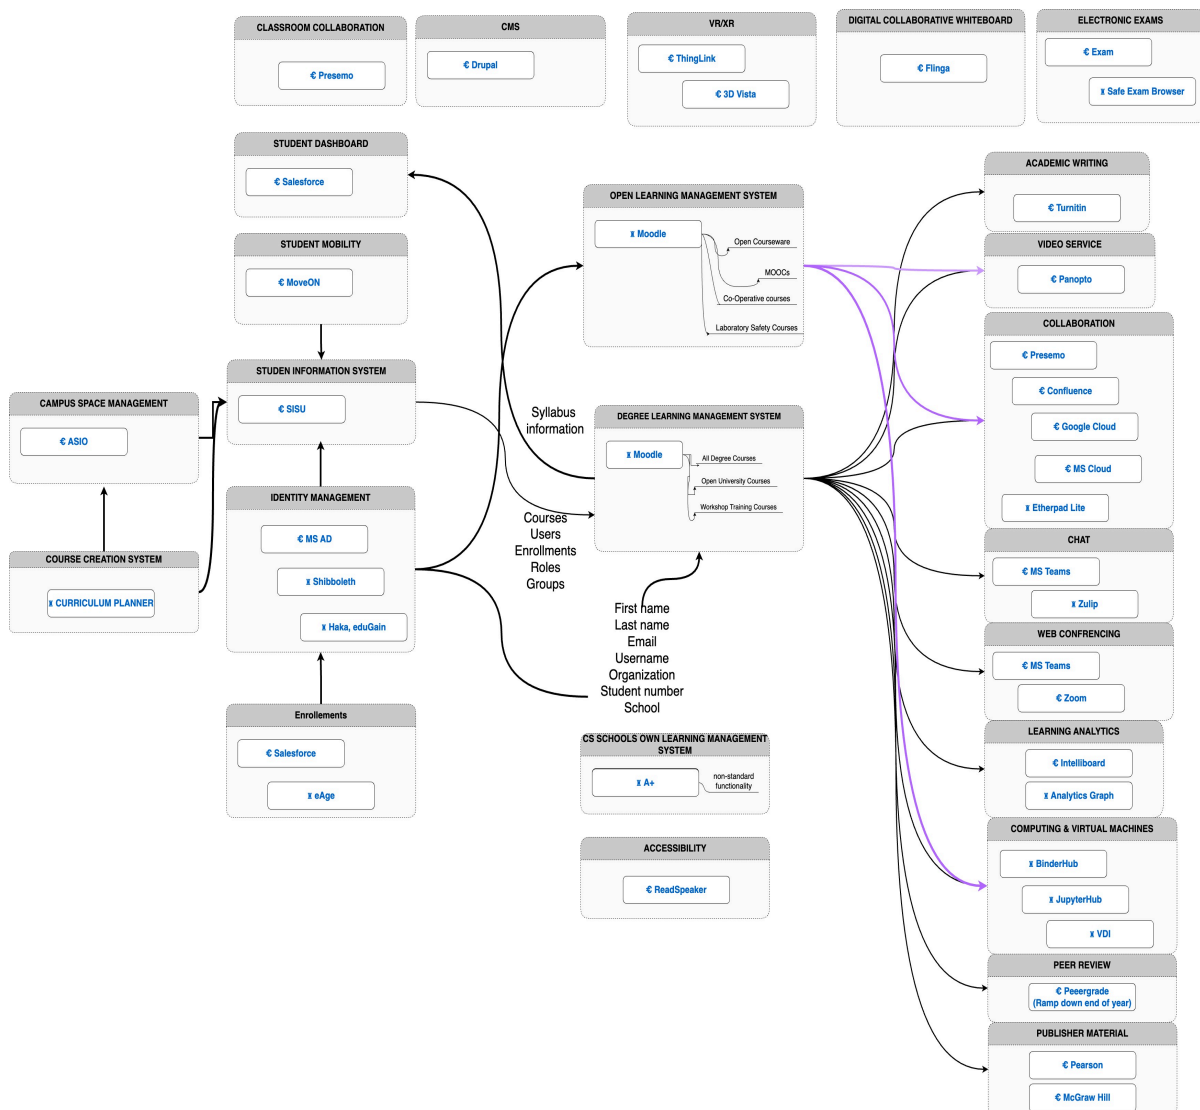 CLASSROOM COLLABORATION
€ Presemo
CMS
€ Drupal
VR/XR
€ ThingLink
€ 3D Vista
DIGITAL COLLABORATIVE WHITEBOARD
€ Flinga
ELECTRONIC EXAMS
€ Exam
¤ Safe Exam Browser
STUDENT DASHBOARD
€ Salesforce
STUDENT MOBILITY
€ MoveON
STUDEN INFORMATION SYSTEM
€ SISU
CAMPUS SPACE MANAGEMENT
€ ASIO
COURSE CREATION SYSTEM
¤ CURRICULUM PLANNER
IDENTITY MANAGEMENT
€ MS AD
¤ Shibboleth
¤ Haka, eduGain
Enrollements
€ Salesforce
¤ eAge
OPEN LEARNING MANAGEMENT SYSTEM
¤ Moodle
Open Courseware
MOOCs
Co-Operative courses
Laboratory Safety Courses
Syllabus
information
DEGREE LEARNING MANAGEMENT SYSTEM
¤ Moodle
All Degree Courses
Open University Courses
Workshop Training Courses
Courses
Users
Enrollments
Roles
Groups
First name
Last name
Email
Username
Organization
Student number
School
CS SCHOOLS OWN LEARNING MANAGEMENT
SYSTEM
¤ A+
non-standard
functionality
ACCESSIBILITY
€ ReadSpeaker
ACADEMIC WRITING
€ Turnitin
VIDEO SERVICE
€ Panopto
COLLABORATION
€ Presemo
€ Confluence
€ Google Cloud
€ MS Cloud
¤ Etherpad Lite
CHAT
€ MS Teams
¤ Zulip
WEB CONFRENCING
€ MS Teams
€ Zoom
LEARNING ANALYTICS
€ Intelliboard
¤ Analytics Graph
COMPUTING & VIRTUAL MACHINES
¤ BinderHub
¤ JupyterHub
¤ VDI
PEER REVIEW
€ Peeergrade
(Ramp down end of year)
PUBLISHER MATERIAL
€ Pearson
€ McGraw Hill